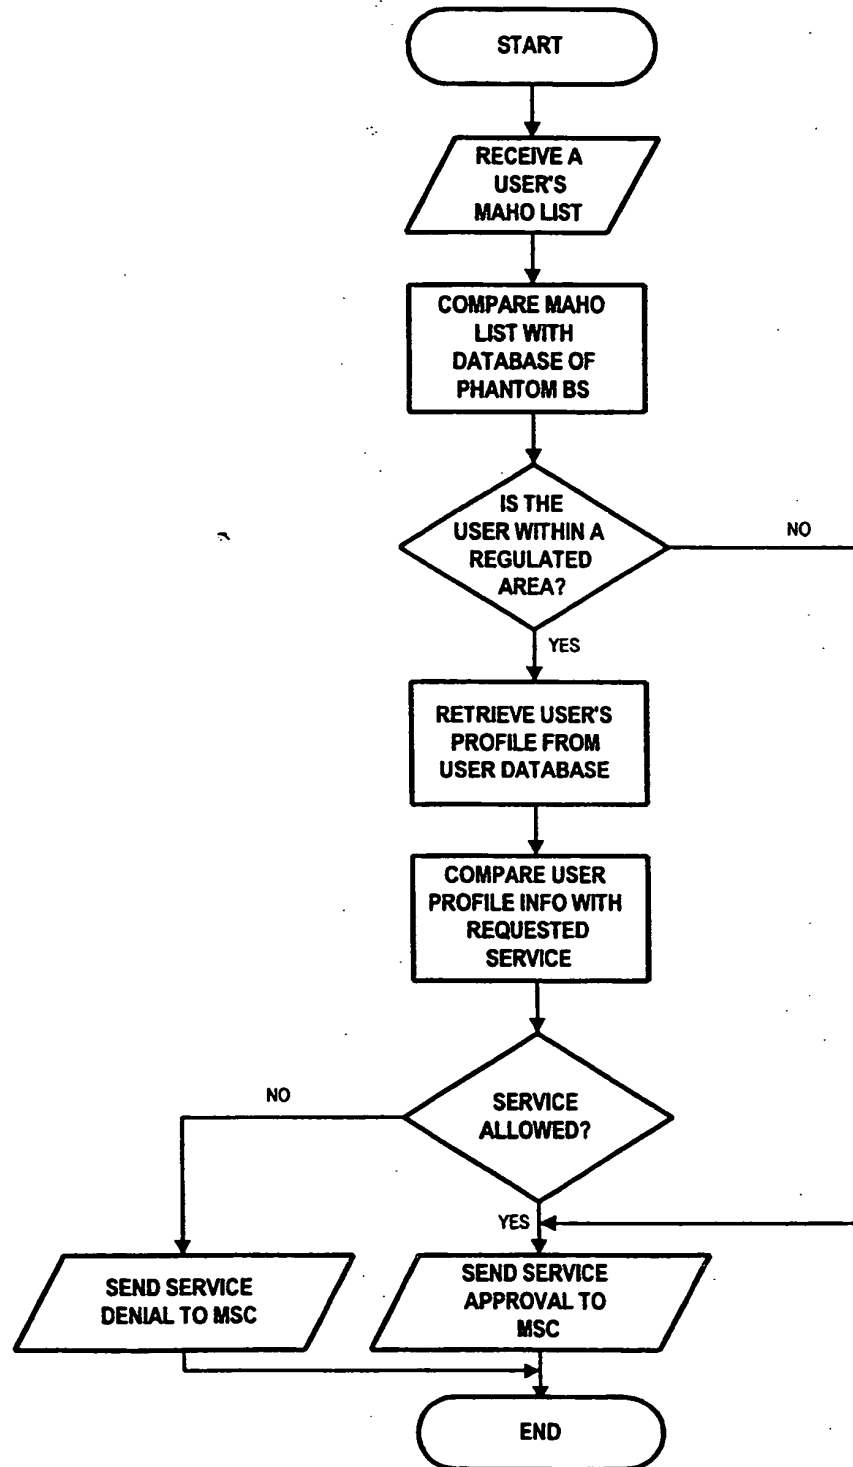 START
RECEIVE A
USER'S
MAHO LIST
COMPARE MAHO
LIST WITH
DATABASE OF
PHANTOM BS
IS THE
USER WITHIN A
REGULATED
AREA?
NO
YES
RETRIEVE USER'S
PROFILE FROM
USER DATABASE
COMPARE USER
PROFILE INFO WITH
REQUESTED
SERVICE
NO
SERVICE
ALLOWED?
YES
SEND SERVICE
DENIAL TO MSC
SEND SERVICE
APPROVAL TO
MSC
END